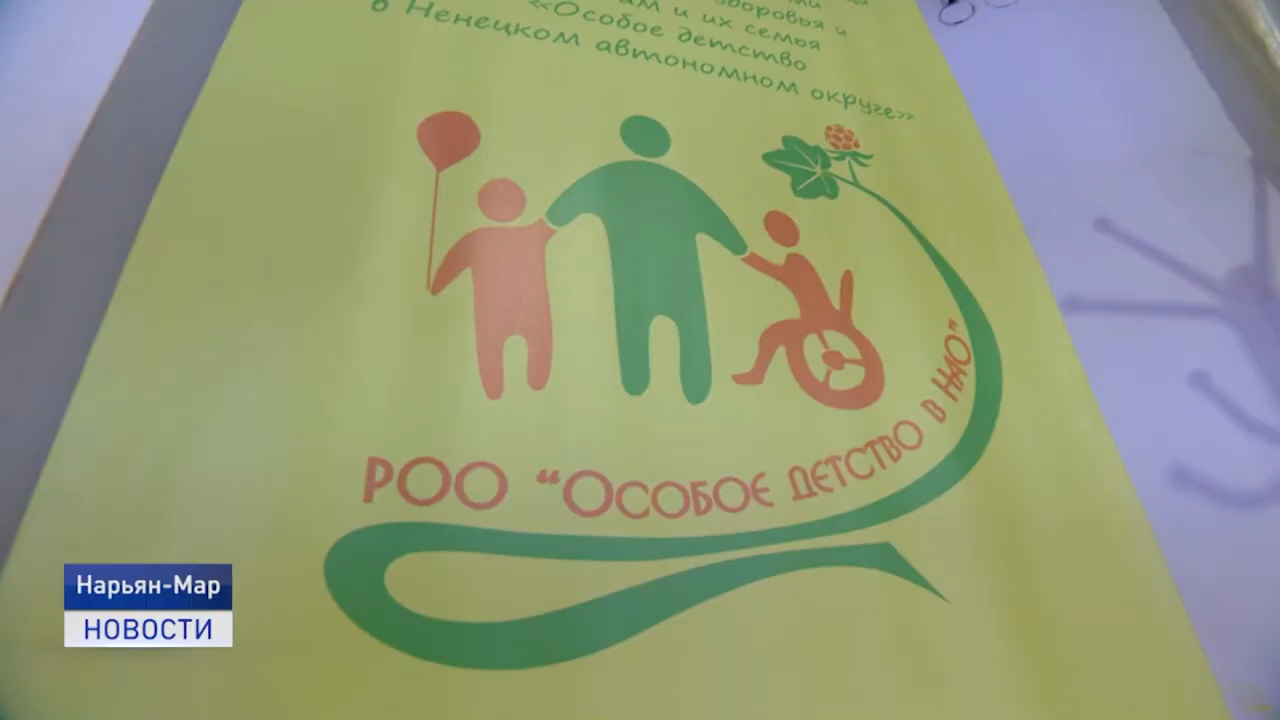 здоровья и
и их семья
«Особое детство
в Ненецком автономном округе»
РОО “Особое детство в НАО”
Нарьян-Мар
НОВОСТИ